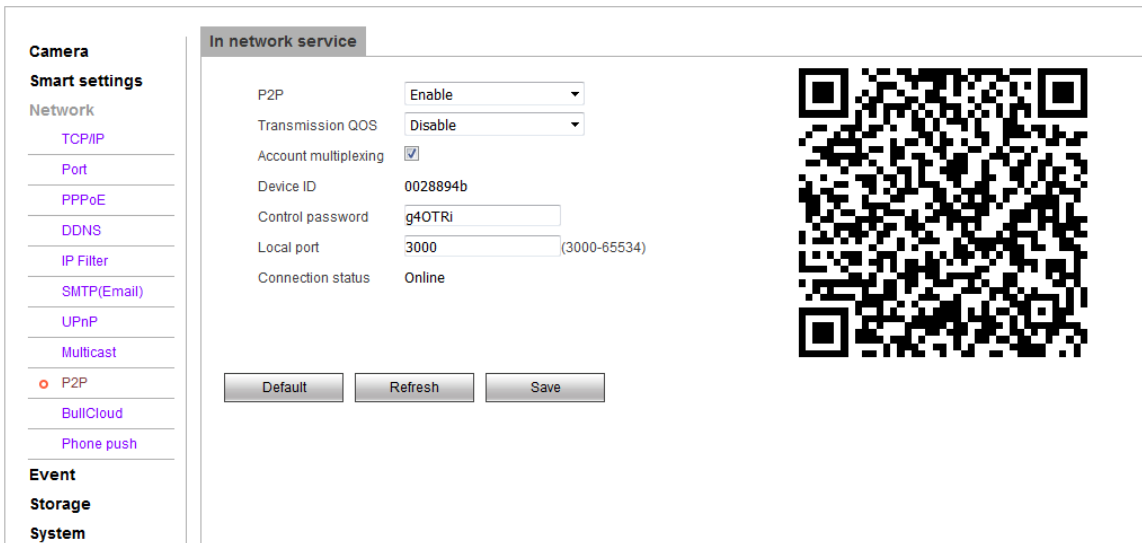 In network service
Camera
Smart settings
Network
TCP/IP
Port
PPPoE
DDNS
IP Filter
SMTP(Email)
UPnP
Multicast
P2P
BullCloud
Phone push
Event
Storage
System
P2P Enable
Transmission QOS Disable
Account multiplexing
Device ID 0028894b
Control password g4OTRi
Local port 3000 (3000-65534)
Connection status Online
Default Refresh Save